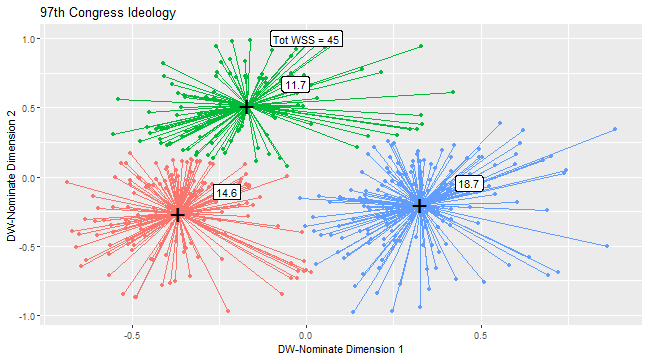 97th Congress Ideology
DW-Nominate Dimension 2
1.0
0.5
0.0
-0.5
-1.0
Tot WSS = 45
11.7
14.6
18.7
-0.5
0.0
0.5
DW-Nominate Dimension 1